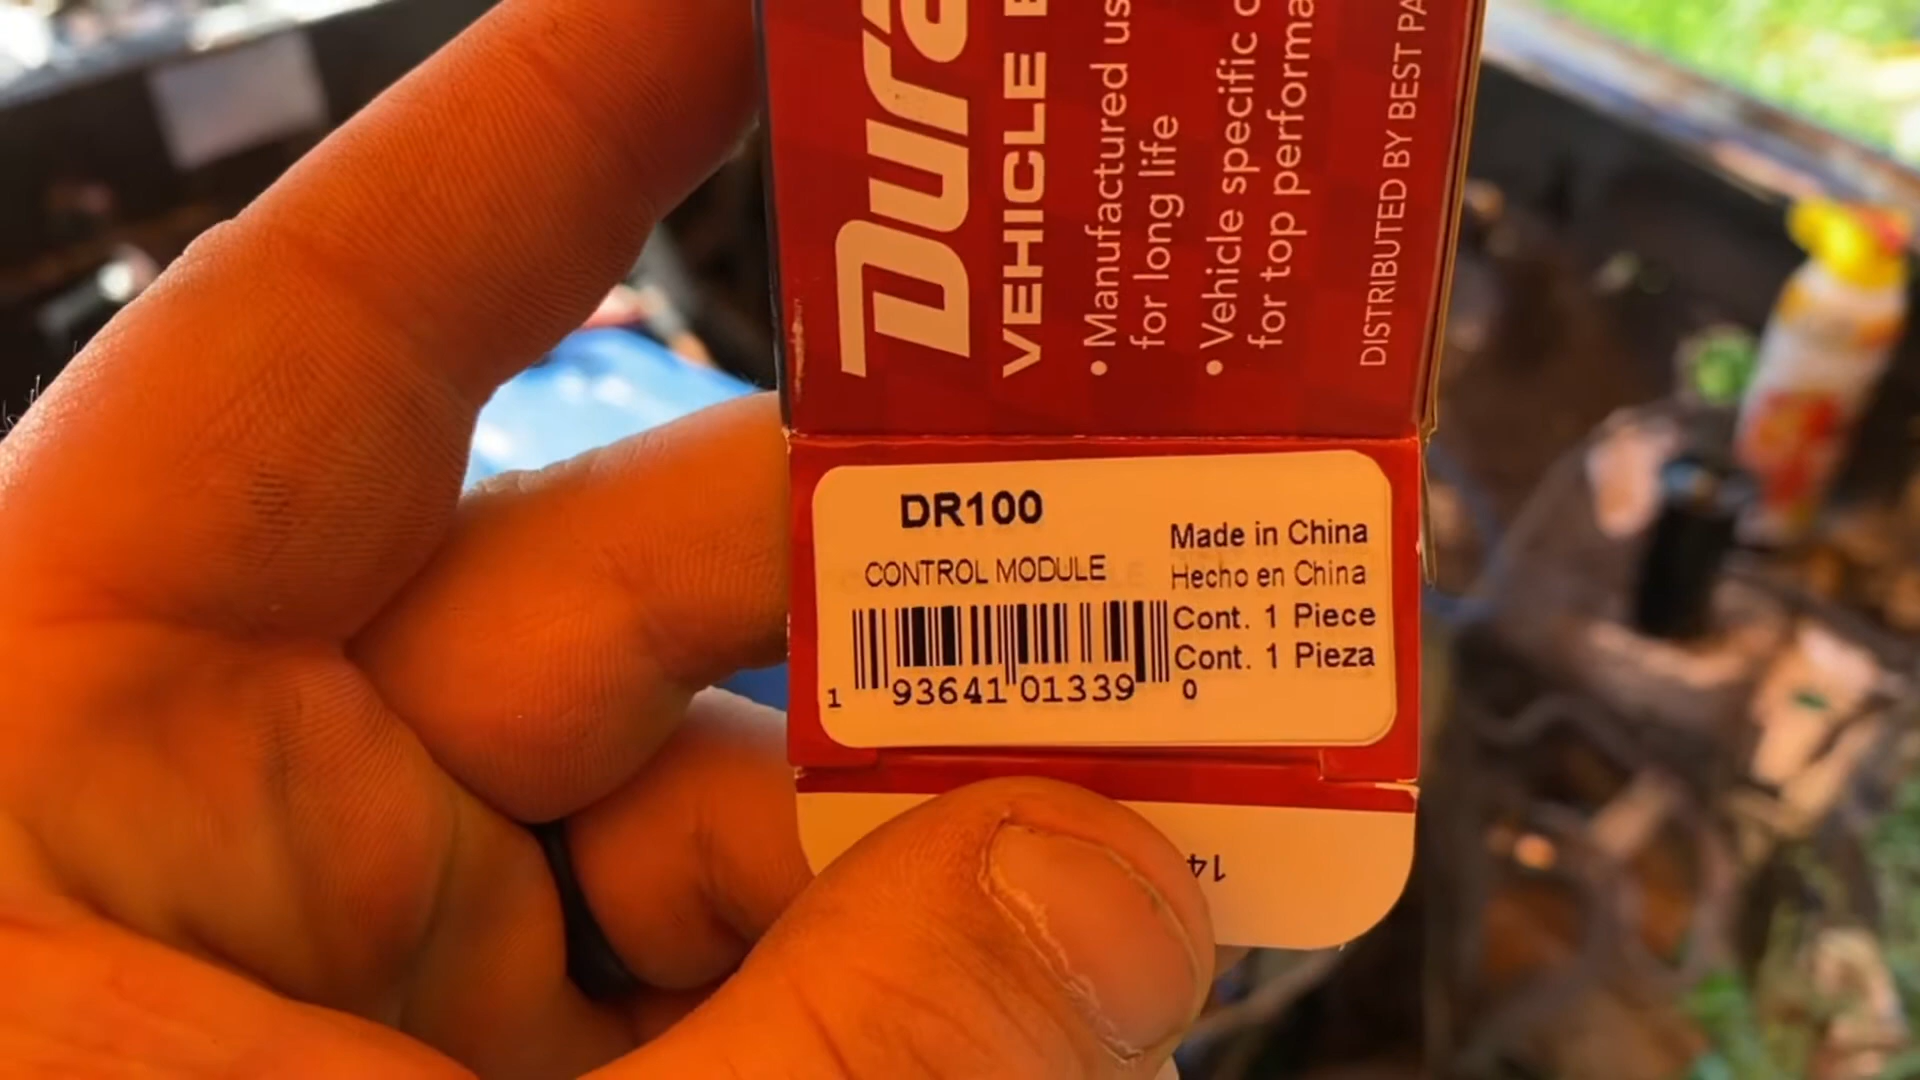 Dura
VEHICLE
• Manufactured us
for long life
• Vehicle specific
for top performa
DISTRIBUTED BY BEST PA
DR100
CONTROL MODULE
Made in China
Hecho en China
Cont. 1 Piece
Cont. 1 Pieza
1 93641 01339 0
14